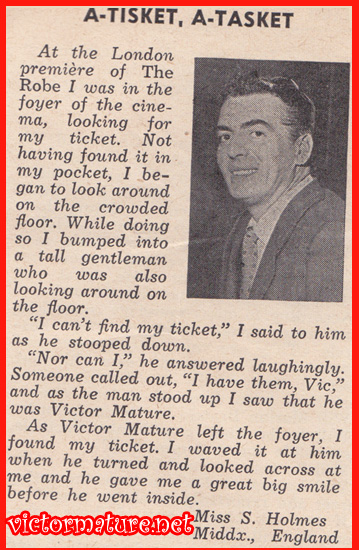 A-TISKET, A-TASKET
At the London
première of The
Robe I was in the
foyer of the cine-
ma, looking for
my ticket. Not
having found it in
my pocket, I be-
gan to look around
on the crowded
floor. While doing
so I bumped into
a tall gentleman
who was also
looking around on
the floor.
"I can't find my ticket," I said to him
as he stooped down.
"Nor can I," he answered laughingly.
Someone called out, "I have them, Vic,"
and as the man stood up I saw that he
was Victor Mature.
As Victor Mature left the foyer, I
found my ticket. I waved it at him
when he turned and looked across at
me and he gave me a great big smile
before he went inside.
Miss S. Holmes
Middx., England
victormature.net